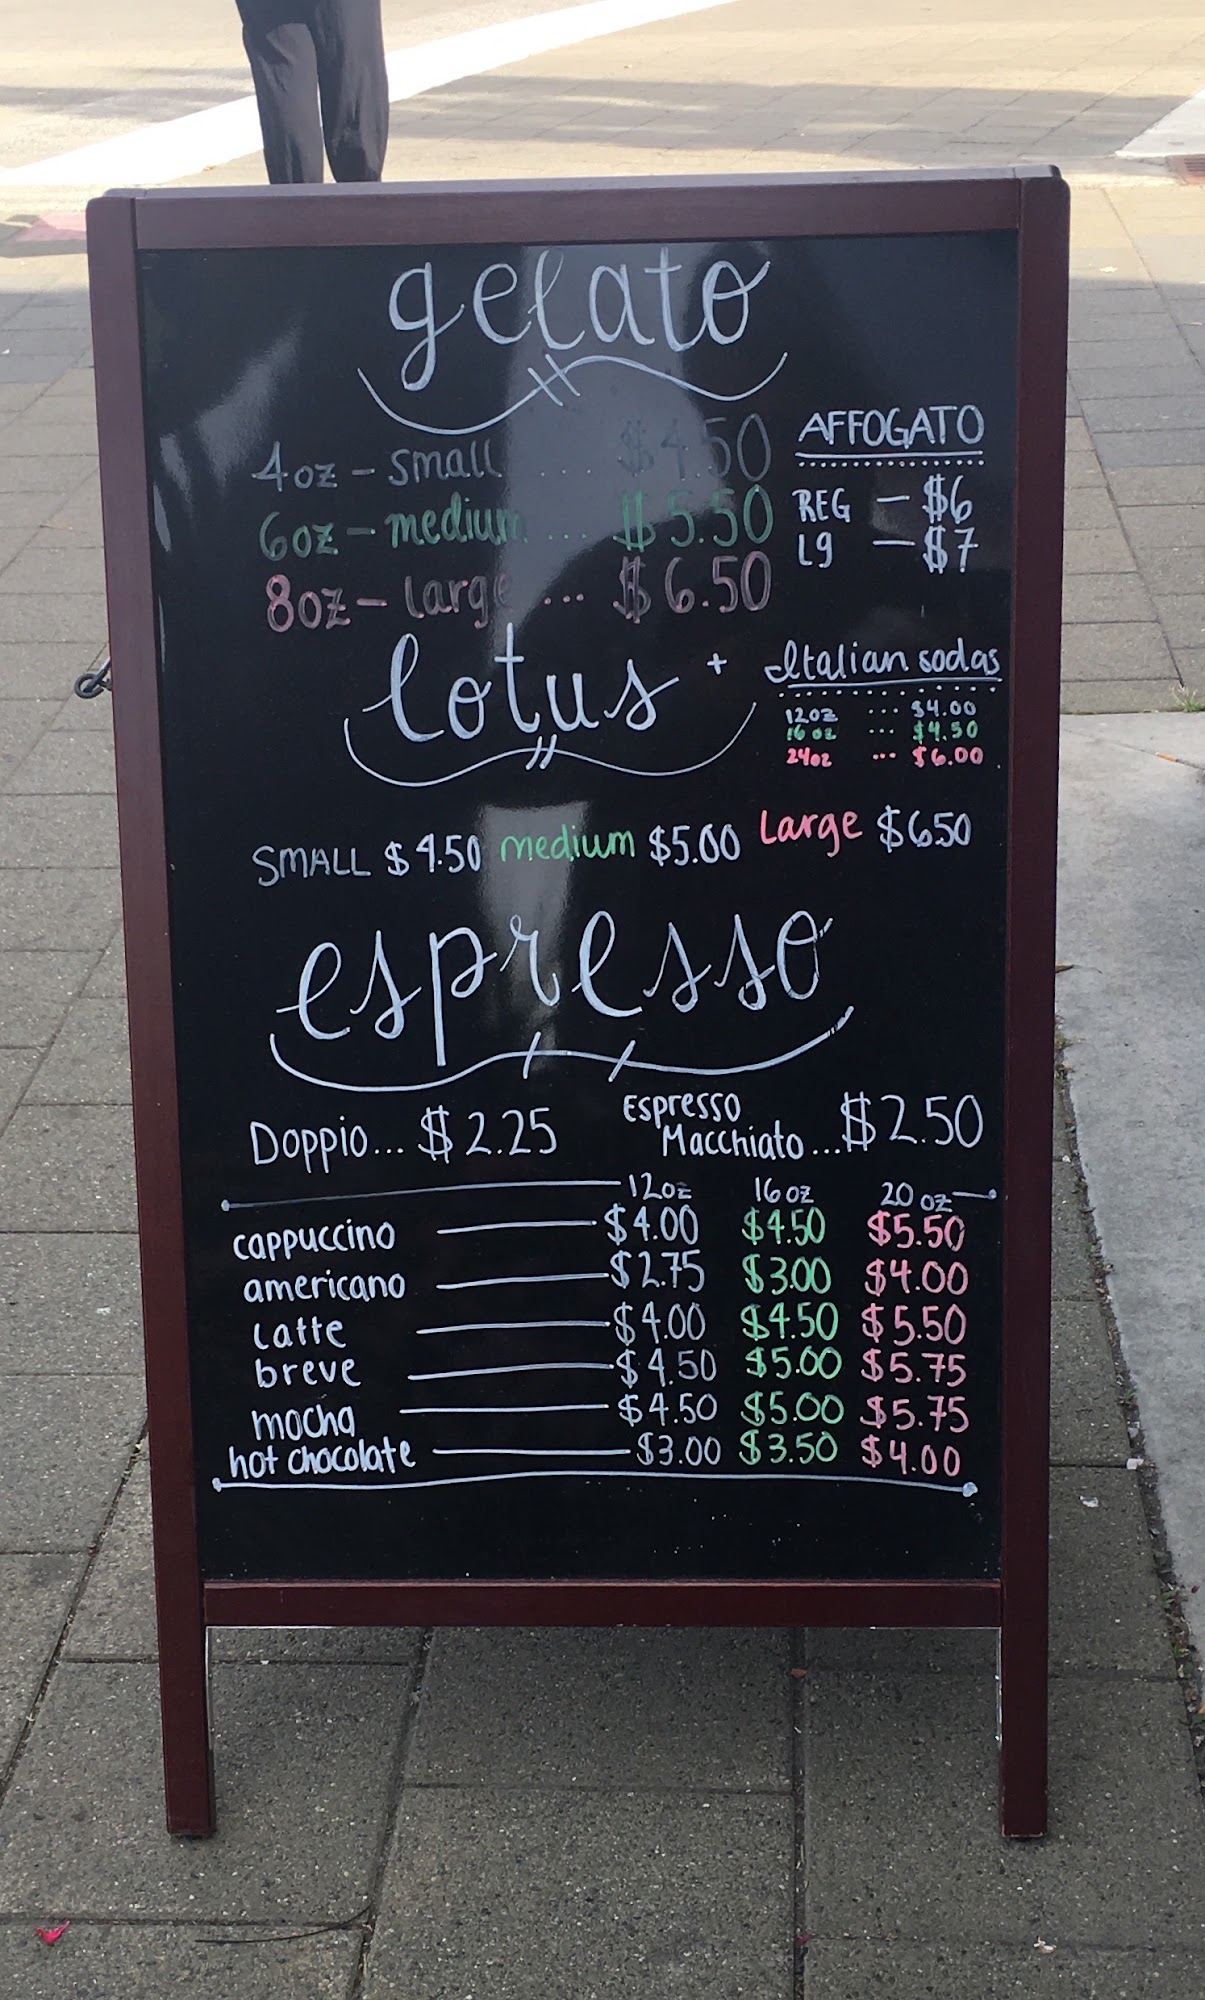 gelato
4oz - small .... $4.50
6oz - medium ... $5.50
8oz - large ... $6.50
AFFOGATO
REG - $6
Lg - $7
lotus +
Italian sodas
12oz ... $4.00
16oz ... $4.50
24oz ... $6.00
SMALL $4.50 medium $5.00 Large $6.50
espresso
Doppio... $2.25
Espresso
Macchiato ... $2.50
12oz 16oz 20oz
cappuccino $4.00 $4.50 $5.50
americano $2.75 $3.00 $4.00
Latte $4.00 $4.50 $5.50
breve $4.50 $5.00 $5.75
mocha $4.50 $5.00 $5.75
hot chocolate $3.00 $3.50 $4.00